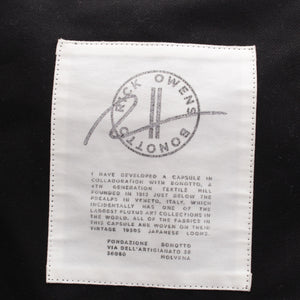 RICK OWENS BONOTTO
I HAVE DEVELOPED A CAPSULE IN
COLLABORATION WITH BONOTTO, A
4TH GENERATION TEXTILE MILL
FOUNDED IN 1912 JUST BELOW THE
PREALPS IN VENETO, ITALY, WHICH
INCIDENTALLY HAS ONE OF THE
LARGEST FLUXUS ART COLLECTIONS IN
THE WORLD. ALL OF THE FABRICS IN
THIS CAPSULE ARE WOVEN ON THEIR
VINTAGE 1950S JAPANESE LOOMS.
FONDAZIONE BONOTTO
VIA DELL'ARTIGIANATO 39
36060 MOLVENA